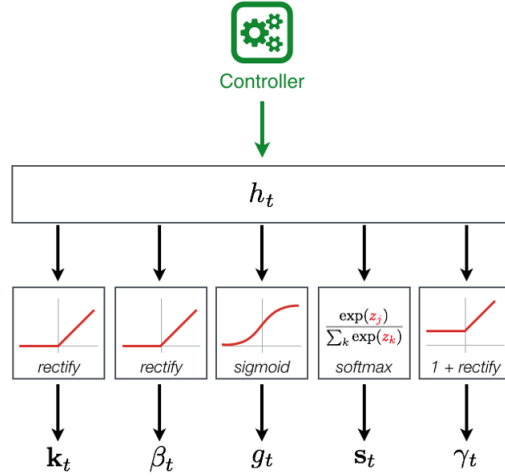 Controller
h_t
exp(z_j)
∑_k exp(z_k)
rectify rectify sigmoid softmax 1 + rectify
k_t β_t g_t s_t γ_t